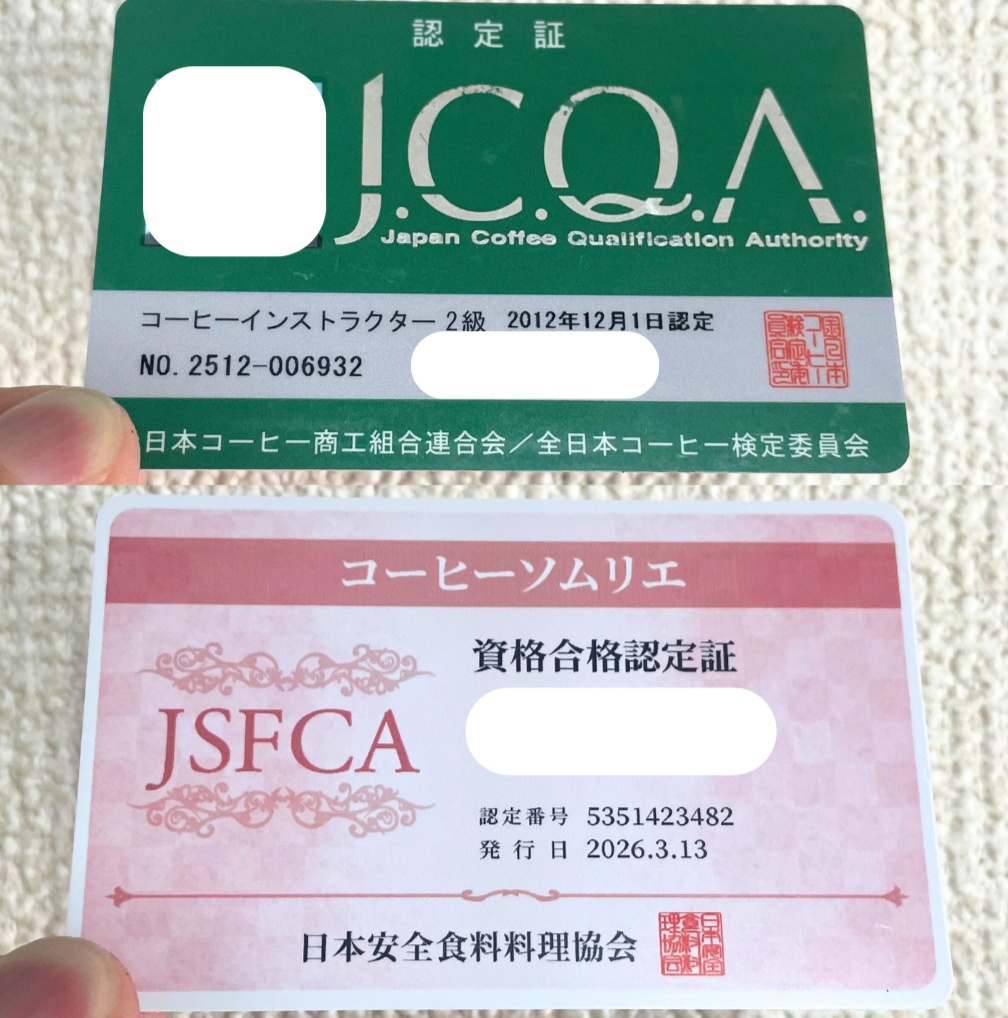 認定証
J.C.Q.A.
Japan Coffee Qualification Authority
コーヒーインストラクター 2級 2012年12月1日認定
NO. 2512-006932
日本コーヒー商工組合連合会／全日本コーヒー検定委員会
コーヒーソムリエ
資格合格認定証
JSFCA
認定番号 5351423482
発行日 2026.3.13
日本安全食料料理協会